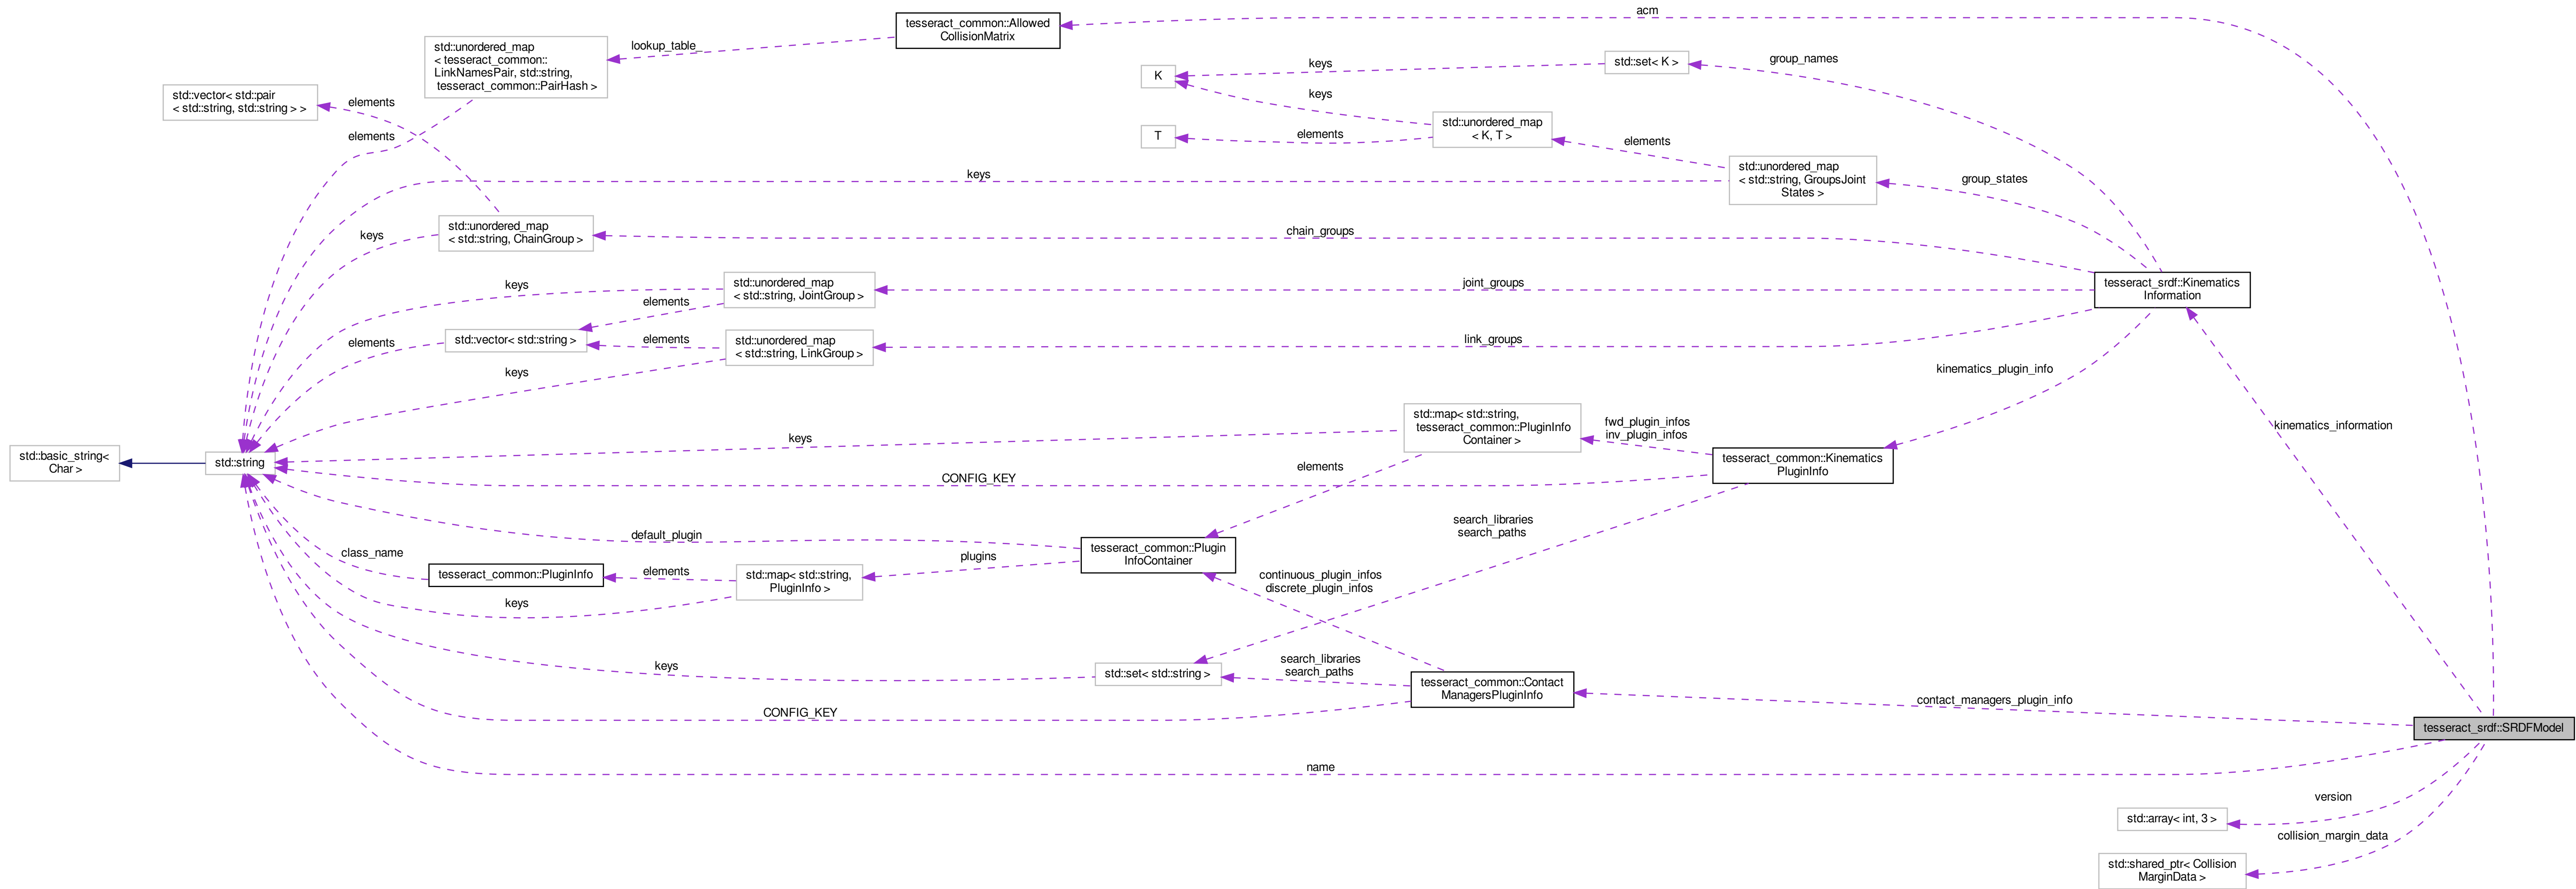 acm
tesseract_common::Allowed
CollisionMatrix
lookup_table_
std::unordered_map
< tesseract_common::
LinkNamesPair, std::string,
tesseract_common::PairHash >
group_names
std::set< K >
keys
K
std::vector< std::pair
< std::string, std::string > >
elements
keys
std::unordered_map
< K, T >
elements
T
elements
elements
std::unordered_map
< std::string, GroupsJoint
States >
group_states
keys
std::unordered_map
< std::string, ChainGroup >
keys
chain_groups
std::unordered_map
< std::string, JointGroup >
keys
joint_groups
tesseract_srdf::Kinematics
Information
elements
std::vector< std::string >
elements
elements
std::unordered_map
< std::string, LinkGroup >
link_groups
keys
kinematics_plugin_info
std::map< std::string,
tesseract_common::PluginInfo
Container >
fwd_plugin_infos
inv_plugin_infos
kinematics_information
keys
std::basic_string<
Char >
std::string
elements
tesseract_common::Kinematics
PluginInfo
CONFIG_KEY
search_libraries
search_paths
default_plugin
tesseract_common::Plugin
InfoContainer
class_name
plugins
tesseract_common::PluginInfo
elements
std::map< std::string,
PluginInfo >
continuous_plugin_infos
discrete_plugin_infos
keys
keys
std::set< std::string >
search_libraries
search_paths
tesseract_common::Contact
ManagersPluginInfo
contact_managers_plugin_info
CONFIG_KEY
tesseract_srdf::SRDFModel
name
version
std::array< int, 3 >
collision_margin_data
std::shared_ptr< Collision
MarginData >